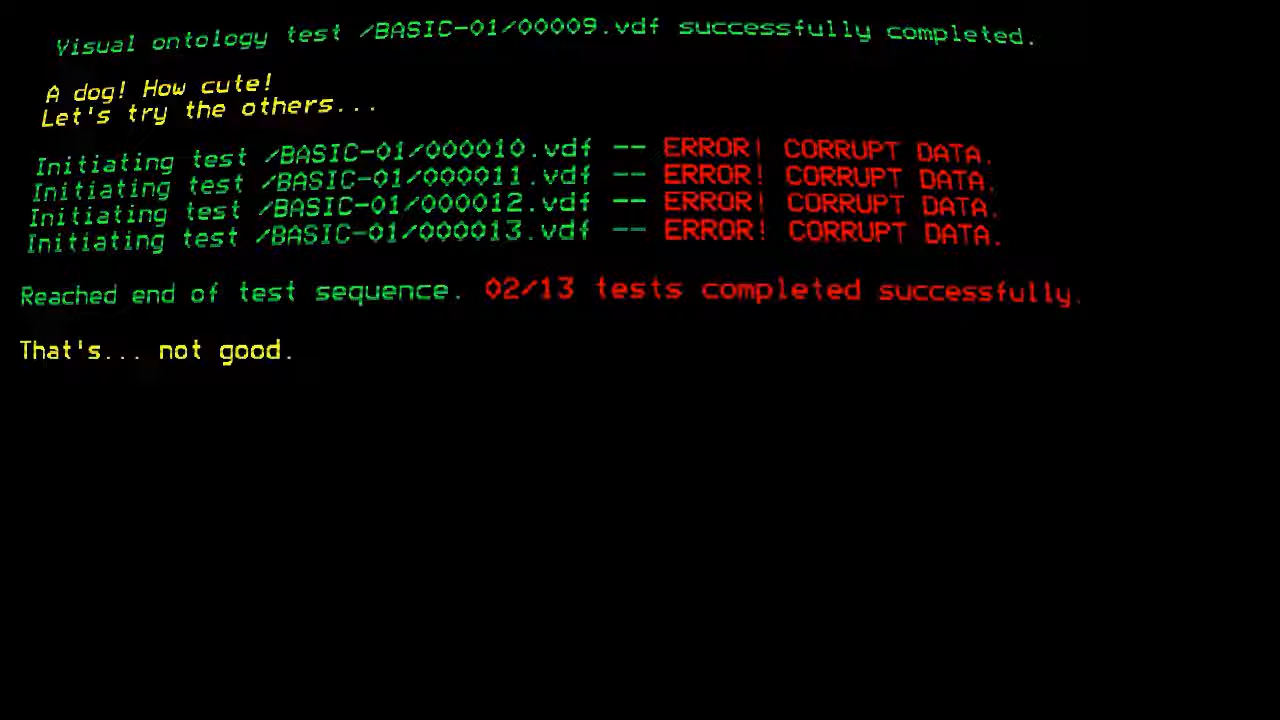 Visual ontology test /BASIC-01/00009.vdf successfully completed.
A dog! How cute!
Let's try the others...
Initiating test /BASIC-01/000010.vdf -- ERROR! CORRUPT DATA.
Initiating test /BASIC-01/000011.vdf -- ERROR! CORRUPT DATA.
Initiating test /BASIC-01/000012.vdf -- ERROR! CORRUPT DATA.
Initiating test /BASIC-01/000013.vdf -- ERROR! CORRUPT DATA.
Reached end of test sequence. 02/13 tests completed successfully.
That's... not good.